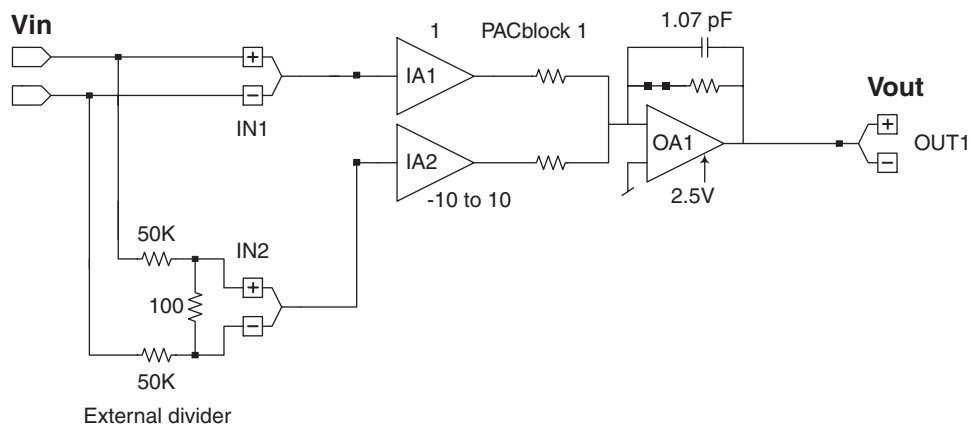 Vin
1
PACblock 1
1.07 pF
+
IA1
−
IN1
Vout
+
OUT1
−
OA1
2.5V
IA2
-10 to 10
50K
IN2
+
100
−
50K
External divider